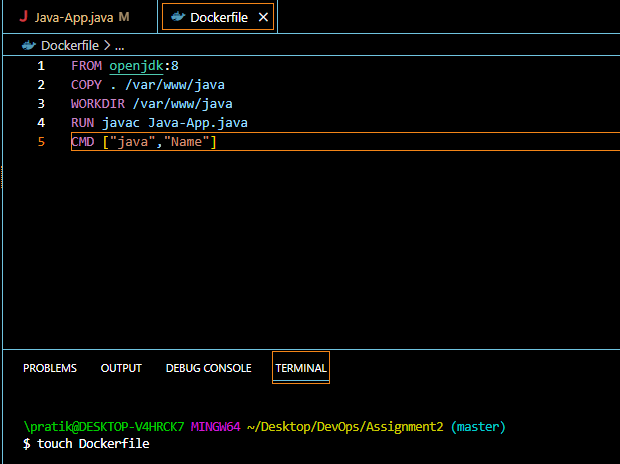 J Java-App.java M Dockerfile ×
Dockerfile > ...
1 FROM openjdk:8
2 COPY . /var/www/java
3 WORKDIR /var/www/java
4 RUN javac Java-App.java
5 CMD ["java","Name"]
PROBLEMS OUTPUT DEBUG CONSOLE TERMINAL
\pratik@DESKTOP-V4HRCK7 MINGW64 ~/Desktop/DevOps/Assignment2 (master)
$ touch Dockerfile